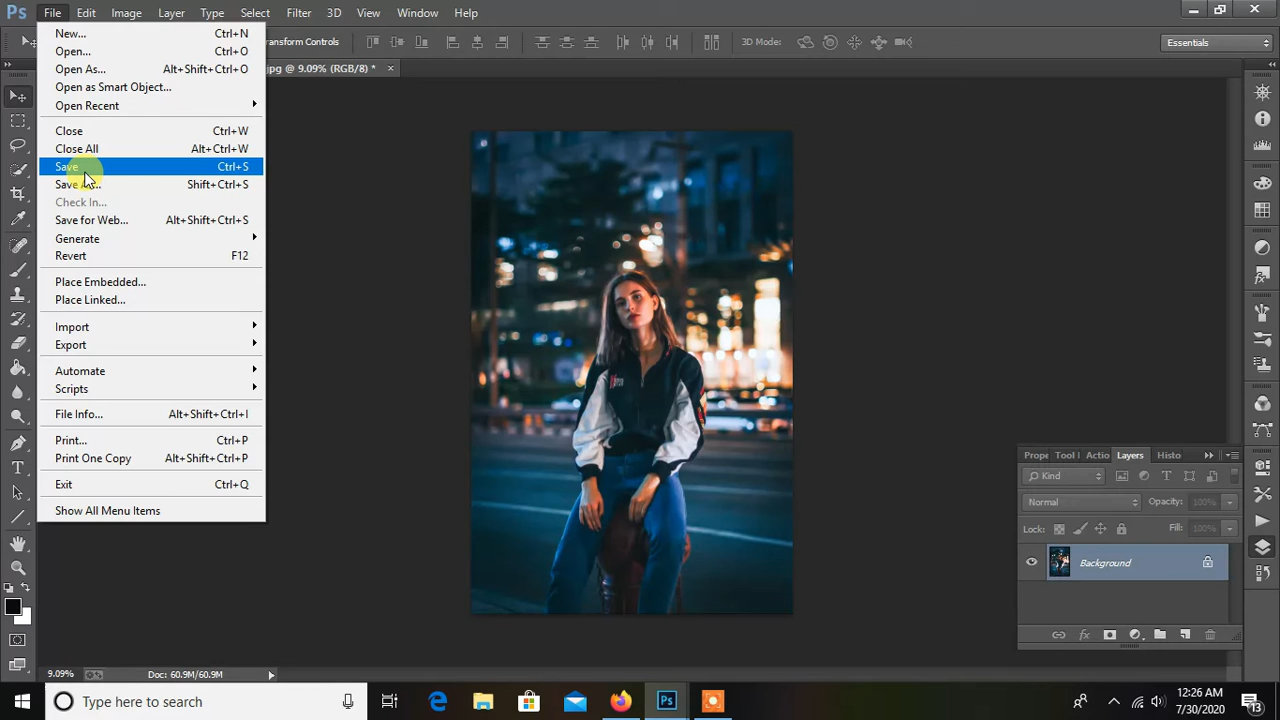 Ps File Edit Image Layer Type Select Filter 3D View Window Help
ransform Controls 3D Mode: Essentials
jpg @ 9.09% (RGB/8) *
New... Ctrl+N
Open... Ctrl+O
Open As... Alt+Shift+Ctrl+O
Open as Smart Object...
Open Recent
Close Ctrl+W
Close All Alt+Ctrl+W
Save Ctrl+S
Save As... Shift+Ctrl+S
Check In...
Save for Web... Alt+Shift+Ctrl+S
Generate
Revert F12
Place Embedded...
Place Linked...
Import
Export
Automate
Scripts
File Info... Alt+Shift+Ctrl+I
Print... Ctrl+P
Print One Copy Alt+Shift+Ctrl+P
Exit Ctrl+Q
Show All Menu Items
Prope Tool I Actio Layers Histo
Kind
Normal Opacity: 100%
Lock: Fill: 100%
Background
9.09% Doc: 60.9M/60.9M
Type here to search
Ps
12:26 AM
7/30/2020
13